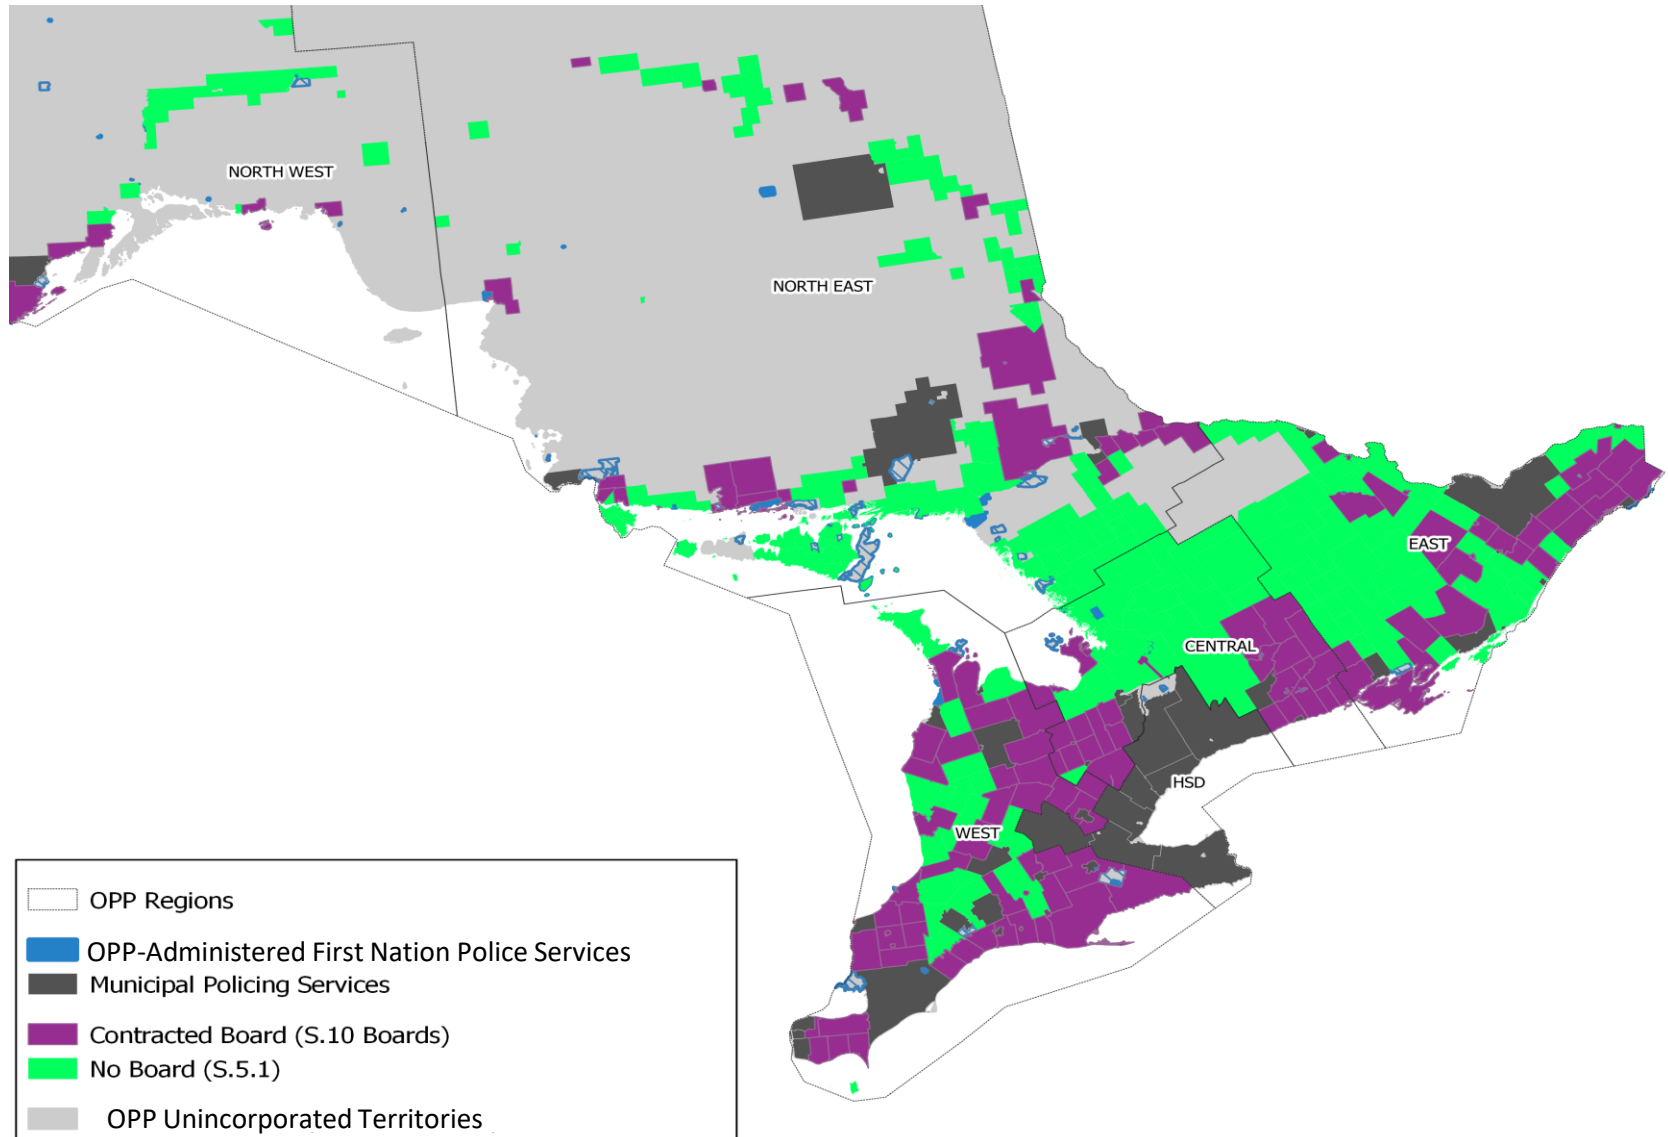 NORTH WEST
NORTH EAST
EAST
CENTRAL
HSD
WEST
OPP Regions
OPP-Administered First Nation Police Services
Municipal Policing Services
Contracted Board (S.10 Boards)
No Board (S.5.1)
OPP Unincorporated Territories